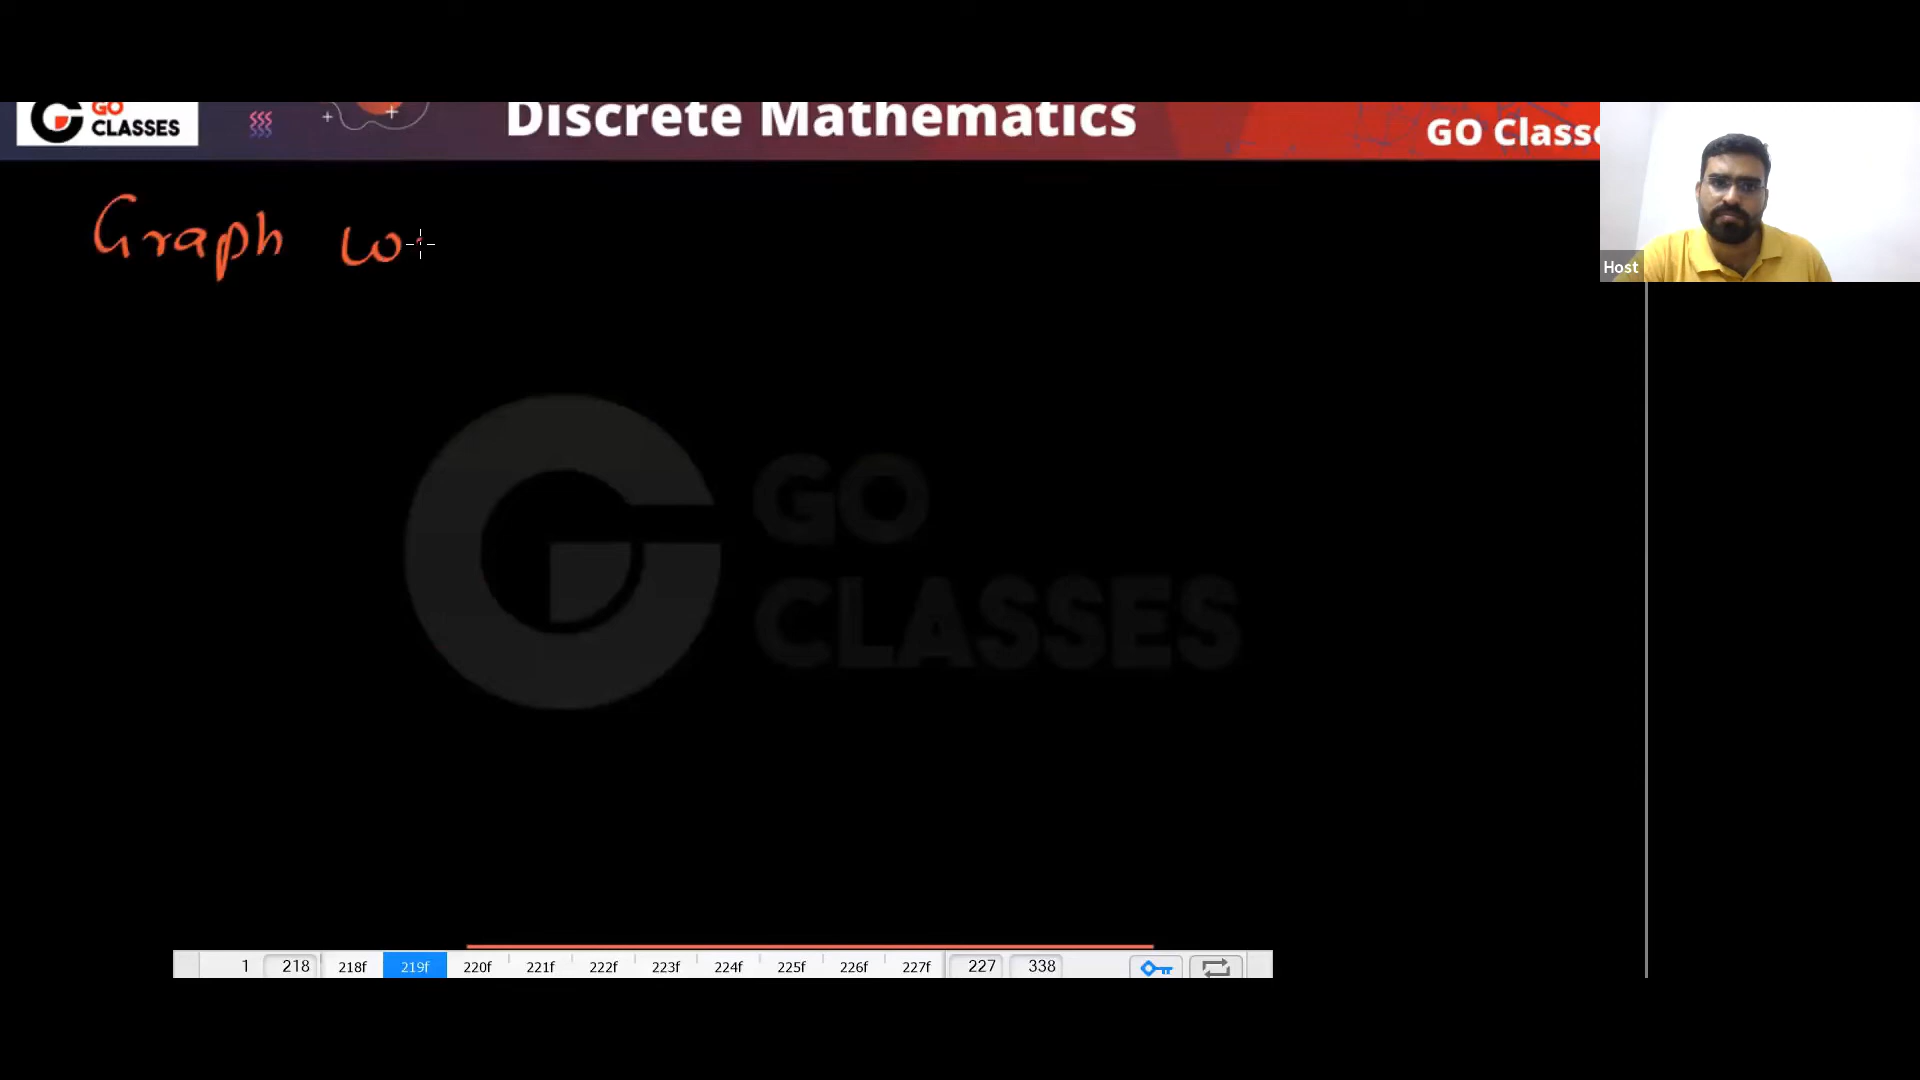 GO
CLASSES
Discrete Mathematics
GO Classe
Graph
Host
GO
CLASSES
1 218 218f 219f 220f 221f 222f 223f 224f 225f 226f 227f 227 338